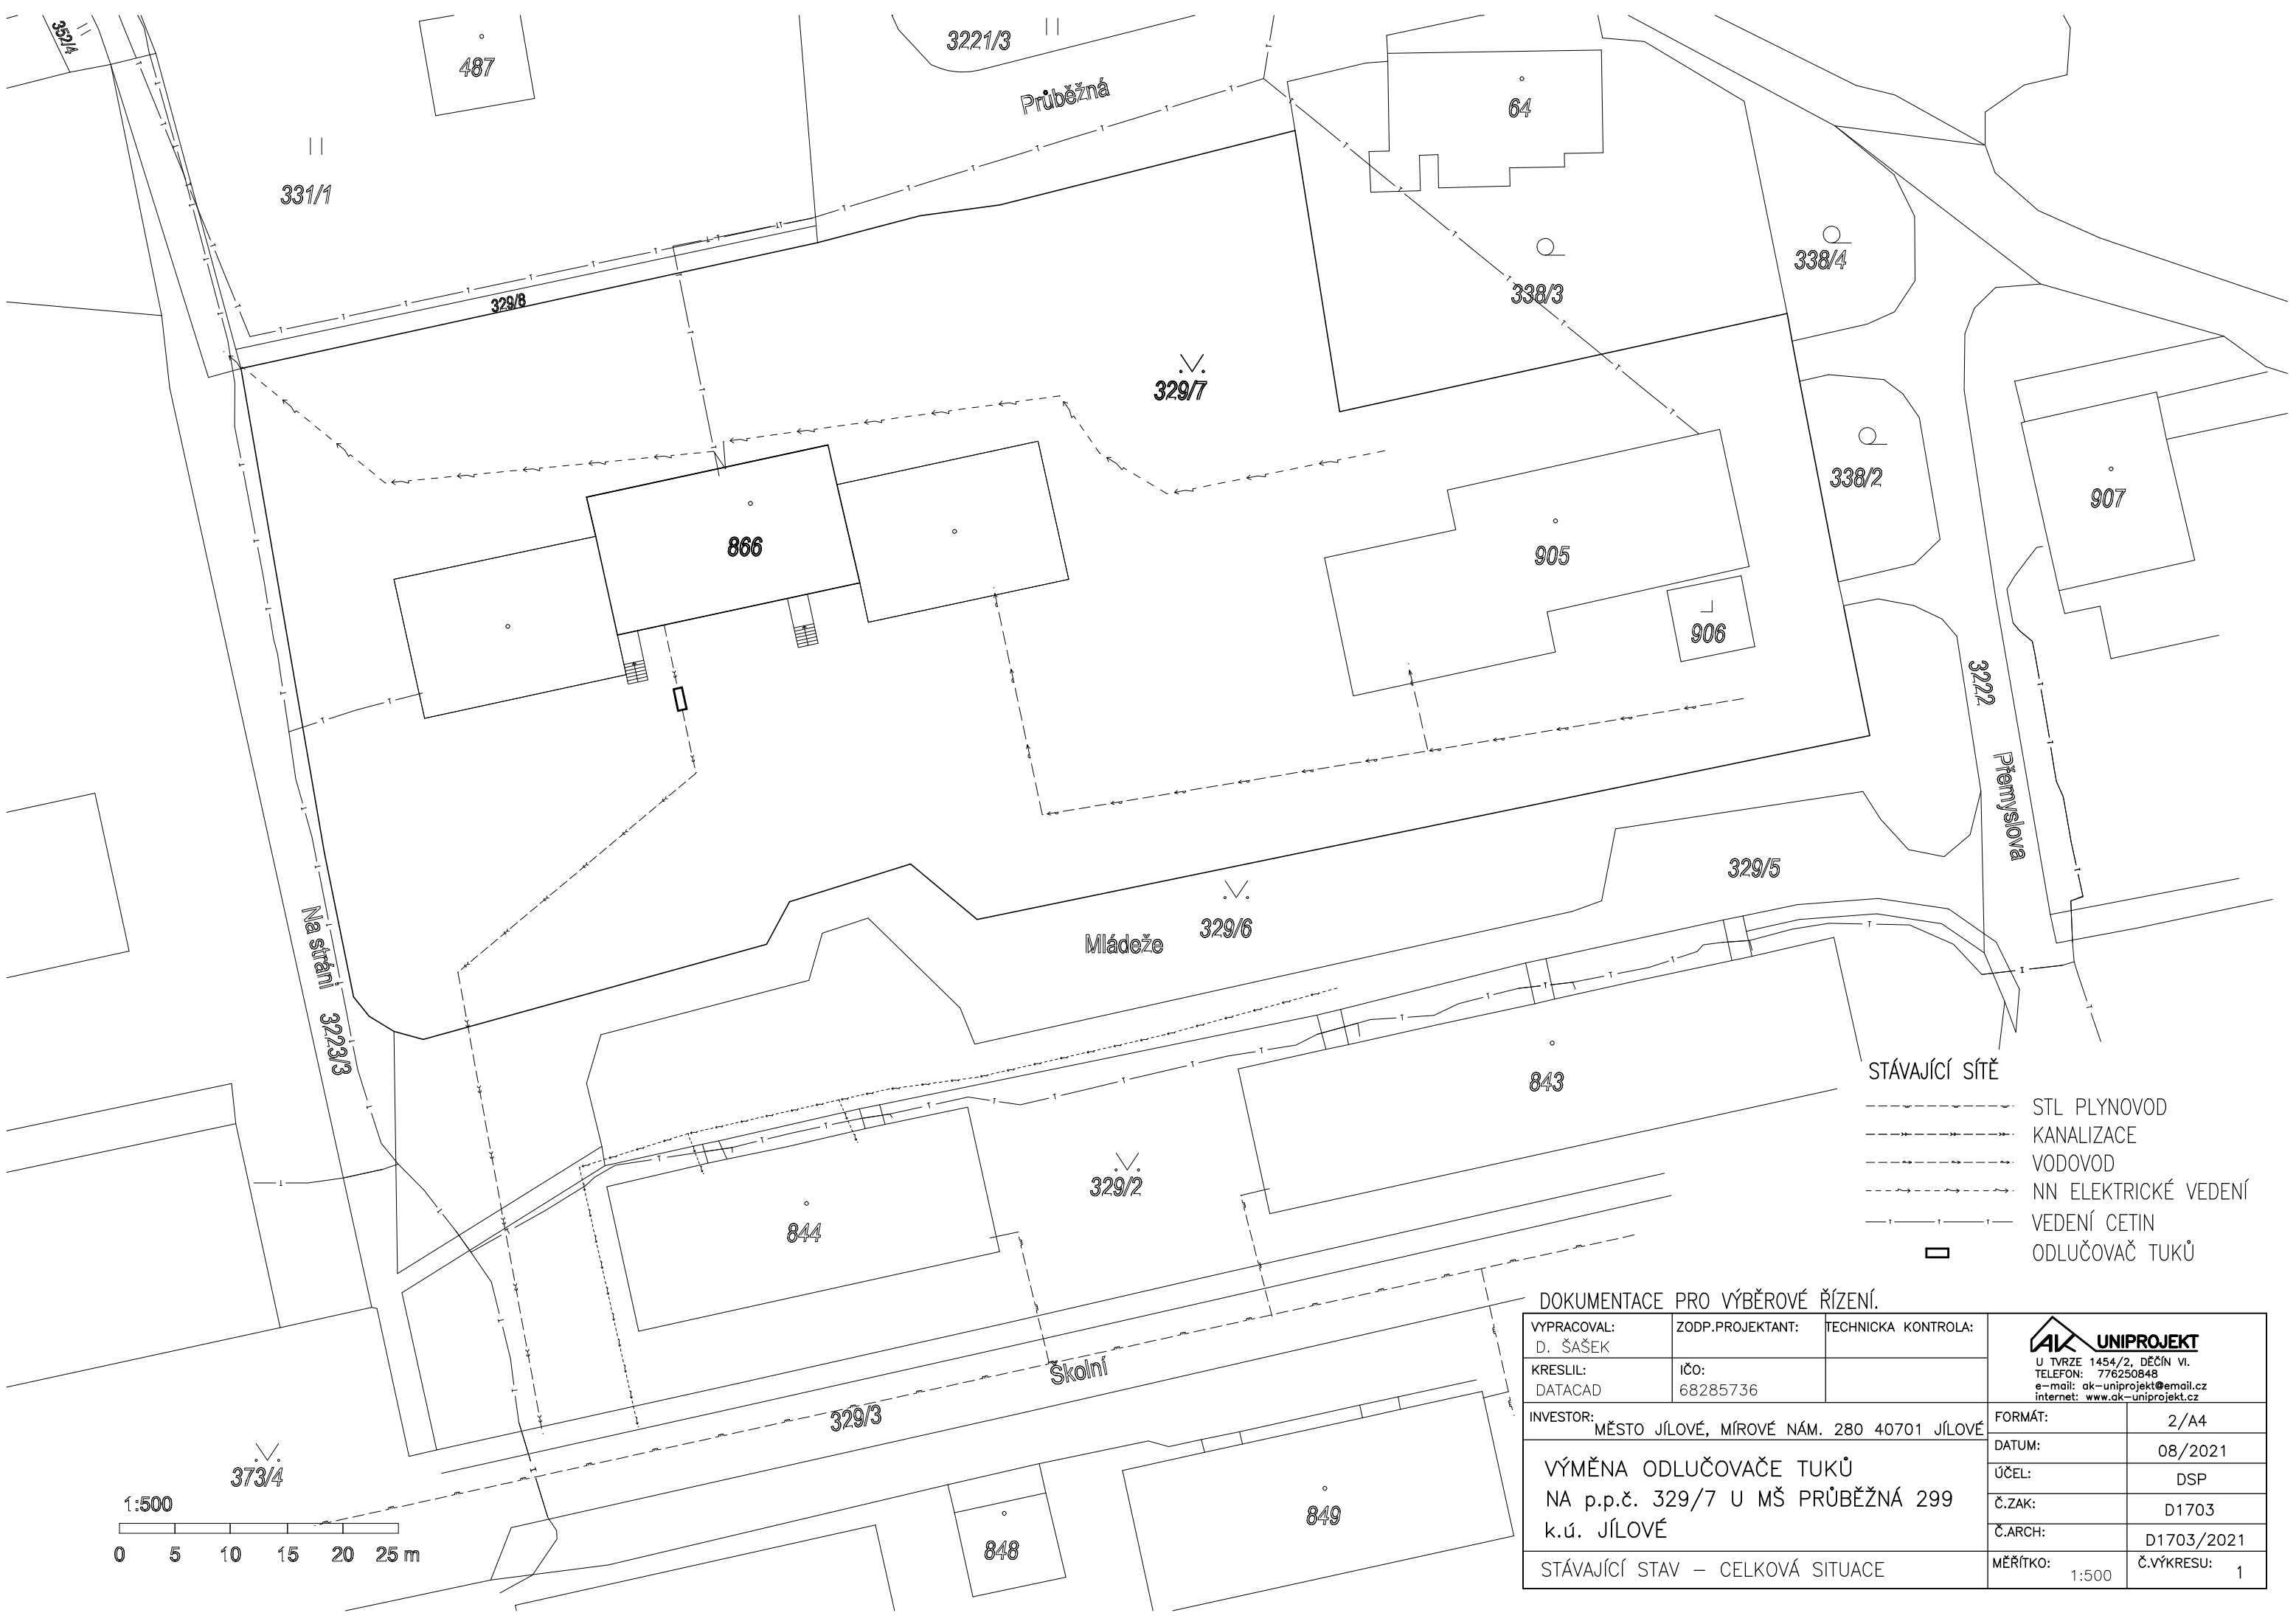 352/4
487
3221/3
Průběžná
64
331/1
338/4
338/3
329/8
329/7
338/2
907
866
905
906
3222
Přemyslova
329/5
329/6
Mládeže
Na stráni
3223/3
843
329/2
844
Školní
329/3
373/4
848
849
1:500
0 5 10 15 20 25 m
STÁVAJÍCÍ SÍTĚ
STL PLYNOVOD
KANALIZACE
VODOVOD
NN ELEKTRICKÉ VEDENÍ
VEDENÍ CETIN
ODLUČOVAČ TUKŮ
DOKUMENTACE PRO VÝBĚROVÉ ŘÍZENÍ.
VYPRACOVAL: ZODP.PROJEKTANT: TECHNICKA KONTROLA:
D. ŠAŠEK
KRESLIL: IČO:
DATACAD 68285736
AK UNIPROJEKT
U TVRZE 1454/2, DĚČÍN VI.
TELEFON: 776250848
e-mail: ak-uniprojekt@email.cz
internet: www.ak-uniprojekt.cz
INVESTOR: MĚSTO JÍLOVÉ, MÍROVÉ NÁM. 280 40701 JÍLOVÉ
VÝMĚNA ODLUČOVAČE TUKŮ
NA p.p.č. 329/7 U MŠ PRŮBĚŽNÁ 299
k.ú. JÍLOVÉ
STÁVAJÍCÍ STAV - CELKOVÁ SITUACE
FORMÁT: 2/A4
DATUM: 08/2021
ÚČEL: DSP
Č.ZAK: D1703
Č.ARCH: D1703/2021
MĚŘÍTKO: 1:500 Č.VÝKRESU: 1